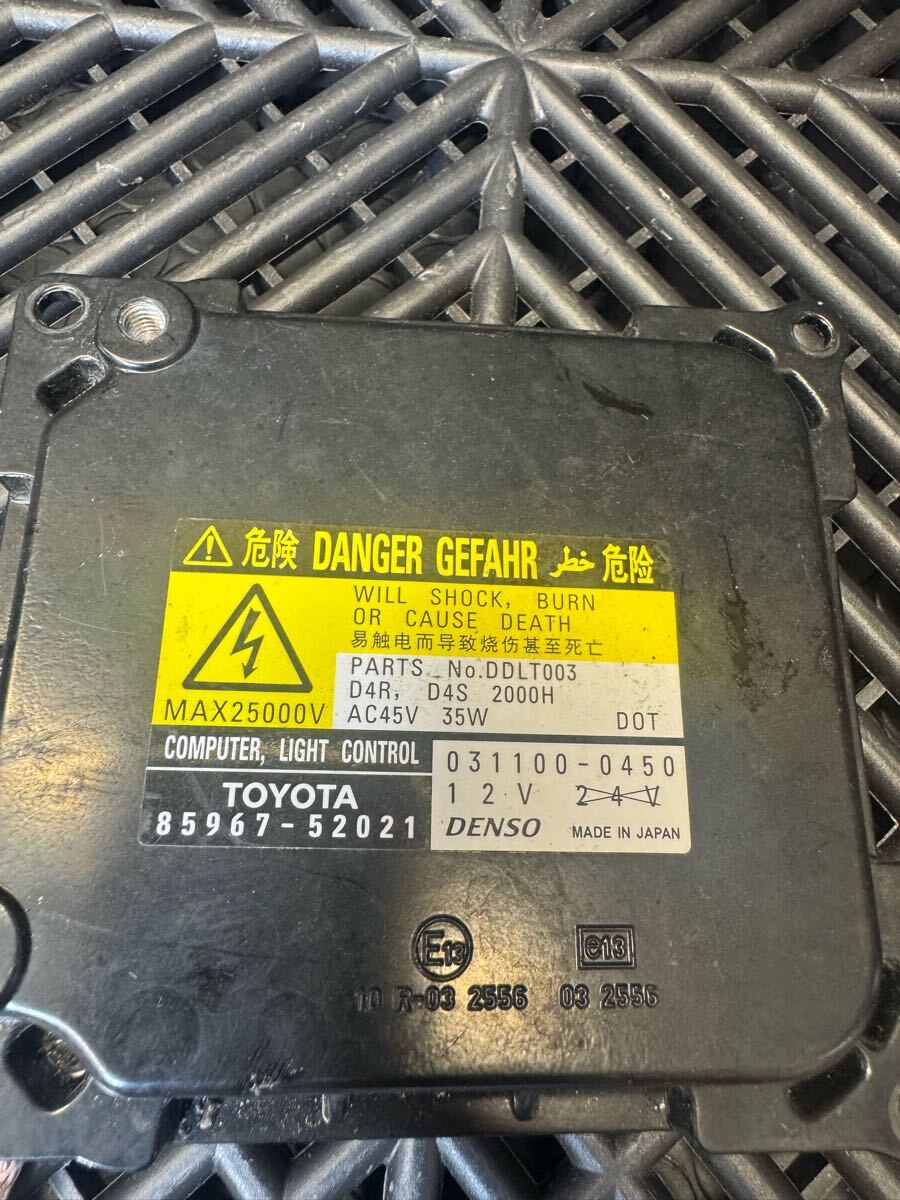 危険 DANGER GEFAHR خطر 危险
WILL SHOCK, BURN
OR CAUSE DEATH
易触电而导致烧伤甚至死亡
MAX25000V
PARTS No.DDLT003
D4R, D4S 2000H
AC45V 35W DOT
COMPUTER, LIGHT CONTROL
TOYOTA
85967-52021
031100-0450
12V 24V
DENSO MADE IN JAPAN
E13 e13
10 R-03 2556 03 2556